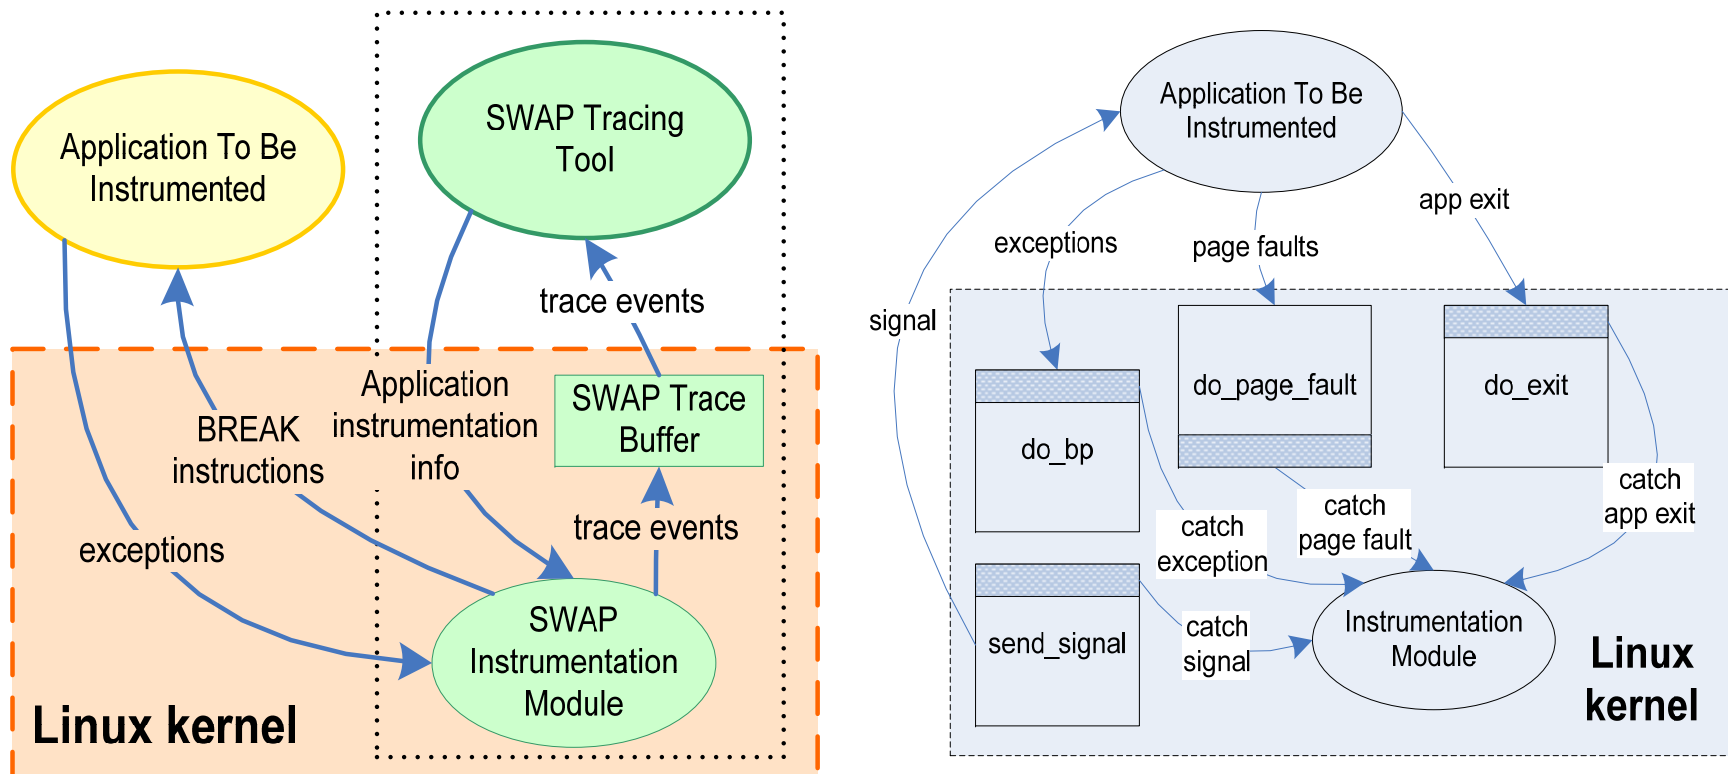 Application To Be
Instrumented
SWAP Tracing
Tool
trace events
Application
instrumentation
info
SWAP Trace
Buffer
BREAK
instructions
trace events
exceptions
SWAP
Instrumentation
Module
Linux kernel
Application To Be
Instrumented
app exit
exceptions
page faults
signal
do_page_fault
do_exit
do_bp
catch
app exit
catch
page fault
catch
exception
send_signal
catch
signal
Instrumentation
Module
Linux
kernel